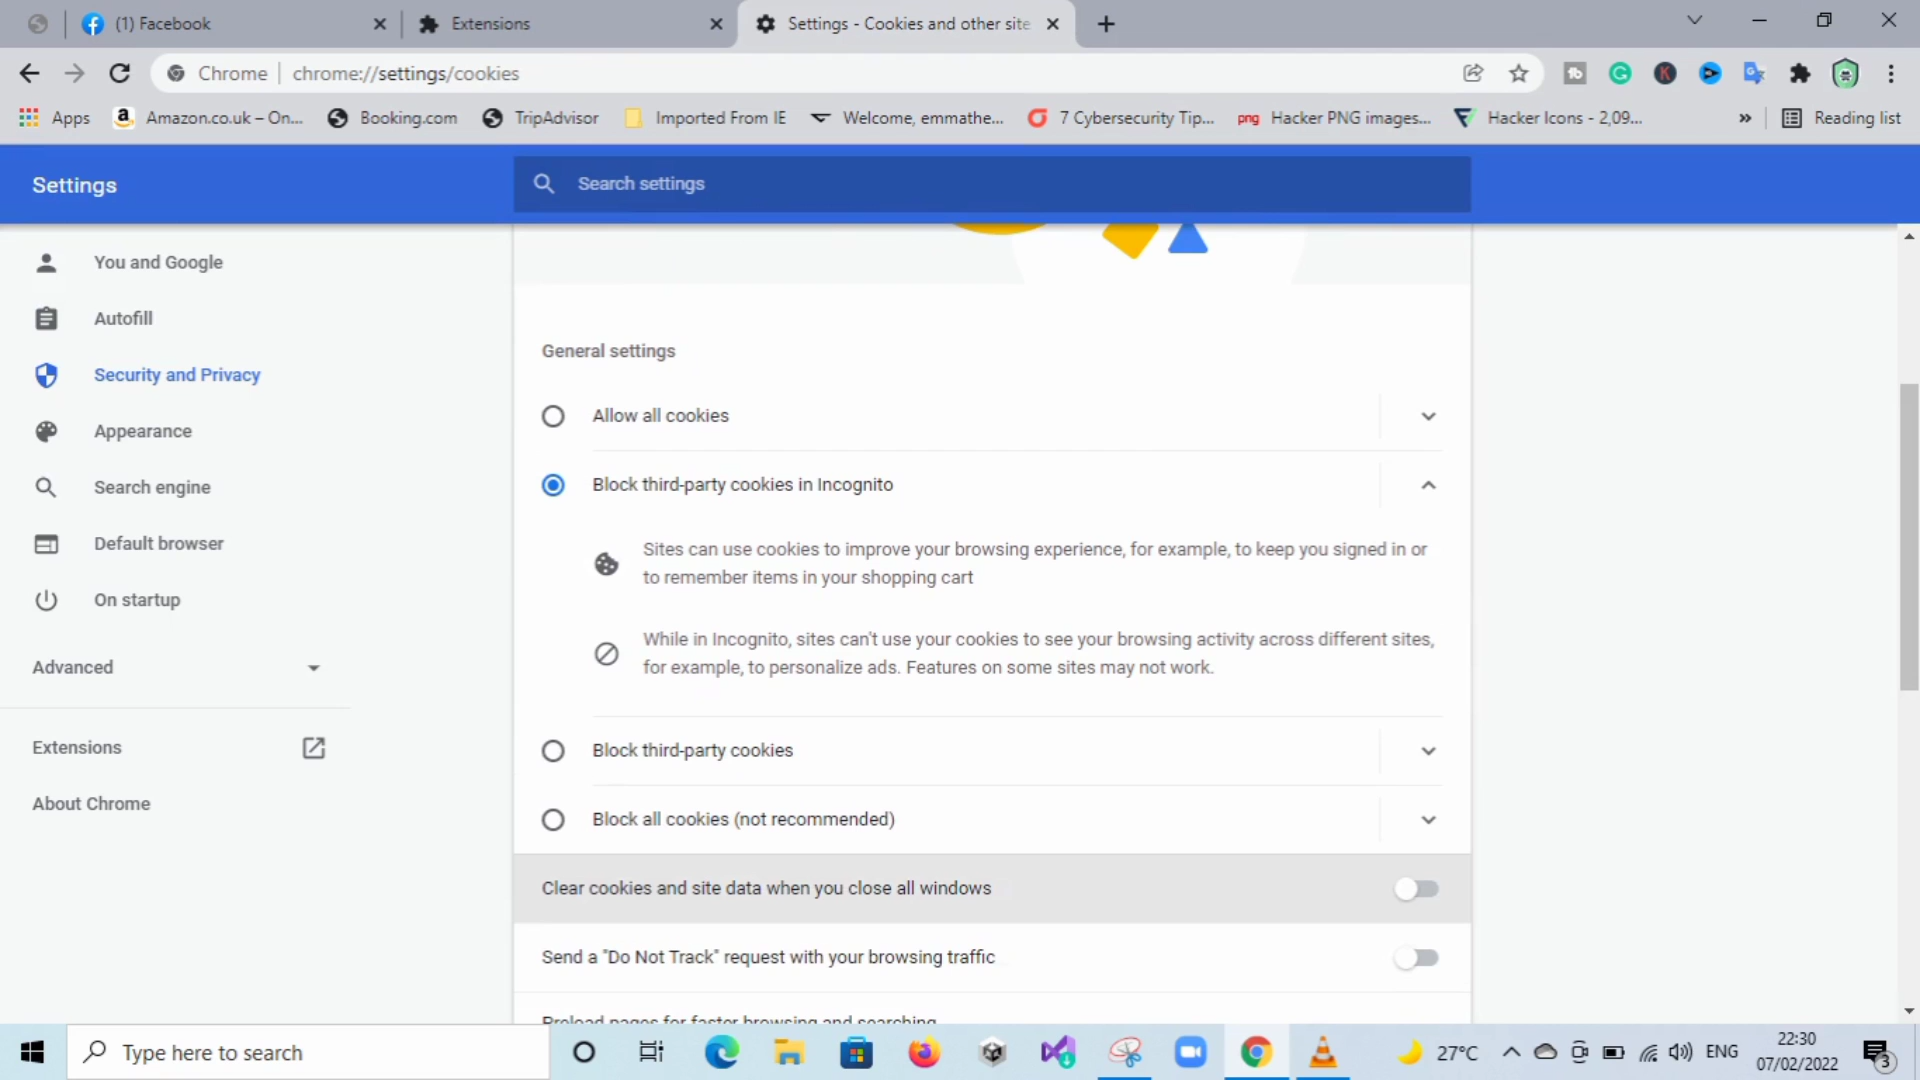 (1) Facebook
Extensions
Settings - Cookies and other site
Chrome
chrome://settings/cookies
Apps
a
Amazon.co.uk – On...
Booking.com
TripAdvisor
Imported From IE
Welcome, emmathe...
7 Cybersecurity Tip...
png
Hacker PNG images...
Hacker Icons - 2,09...
»
Reading list
Settings
Search settings
You and Google
Autofill
Security and Privacy
Appearance
Search engine
Default browser
On startup
Advanced
Extensions
About Chrome
General settings
Allow all cookies
Block third-party cookies in Incognito
Sites can use cookies to improve your browsing experience, for example, to keep you signed in or
to remember items in your shopping cart
While in Incognito, sites can't use your cookies to see your browsing activity across different sites,
for example, to personalize ads. Features on some sites may not work.
Block third-party cookies
Block all cookies (not recommended)
Clear cookies and site data when you close all windows
Send a "Do Not Track" request with your browsing traffic
Preload pages for faster browsing and searching
Type here to search
27°C
ENG
22:30
07/02/2022
3